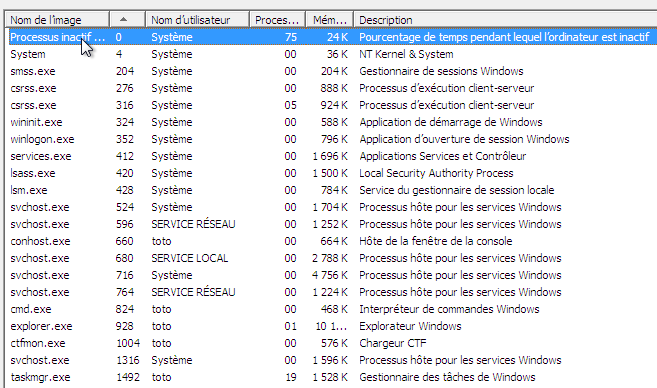 Nom de l'image Nom d'utilisateur Proces... Mém... Description
Processus inactif ... 0 Système 75 24 K Pourcentage de temps pendant lequel l'ordinateur est inactif
System 4 Système 00 36 K NT Kernel & System
smss.exe 204 Système 00 204 K Gestionnaire de sessions Windows
csrss.exe 276 Système 00 888 K Processus d'exécution client-serveur
csrss.exe 316 Système 05 924 K Processus d'exécution client-serveur
wininit.exe 324 Système 00 588 K Application de démarrage de Windows
winlogon.exe 352 Système 00 796 K Application d'ouverture de session Windows
services.exe 412 Système 00 1 696 K Applications Services et Contrôleur
lsass.exe 420 Système 00 1 500 K Local Security Authority Process
lsm.exe 428 Système 00 784 K Service du gestionnaire de session locale
svchost.exe 524 Système 00 1 704 K Processus hôte pour les services Windows
svchost.exe 596 SERVICE RÉSEAU 00 1 252 K Processus hôte pour les services Windows
conhost.exe 660 toto 00 664 K Hôte de la fenêtre de la console
svchost.exe 680 SERVICE LOCAL 00 2 788 K Processus hôte pour les services Windows
svchost.exe 716 Système 00 4 756 K Processus hôte pour les services Windows
svchost.exe 764 SERVICE RÉSEAU 00 1 224 K Processus hôte pour les services Windows
cmd.exe 824 toto 00 468 K Interpréteur de commandes Windows
explorer.exe 928 toto 01 10 1... Explorateur Windows
ctfmon.exe 1004 toto 00 576 K Chargeur CTF
svchost.exe 1316 Système 00 1 596 K Processus hôte pour les services Windows
taskmgr.exe 1492 toto 19 1 528 K Gestionnaire des tâches de Windows